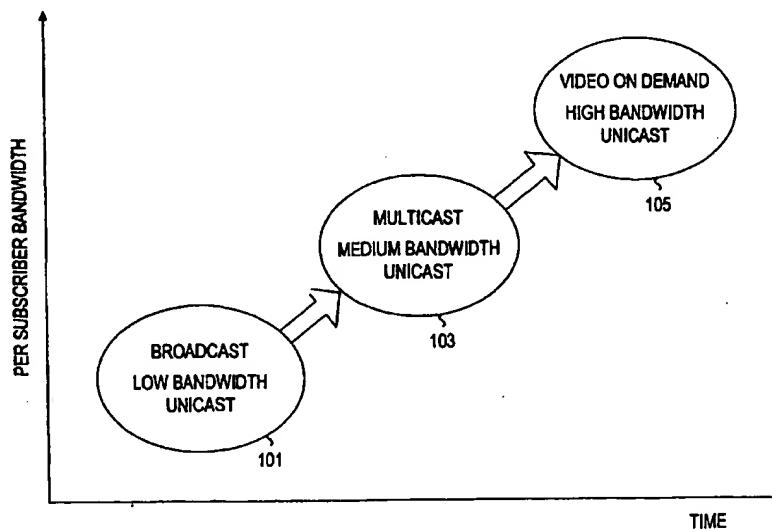 VIDEO ON DEMAND
HIGH BANDWIDTH
UNICAST
105
MULTICAST
MEDIUM BANDWIDTH
UNICAST
103
BROADCAST
LOW BANDWIDTH
UNICAST
101
PER SUBSCRIBER BANDWIDTH
TIME